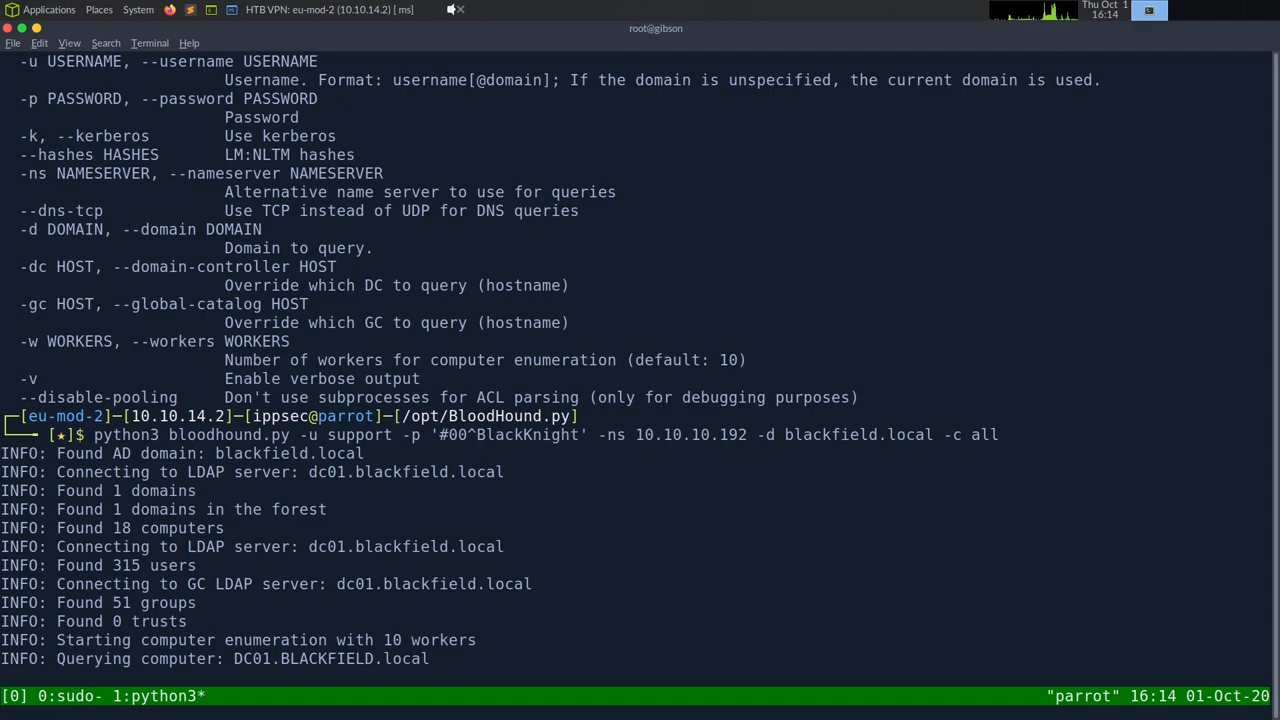 Applications Places System HTB VPN: eu-mod-2 (10.10.14.2) [ ms] Thu Oct 1
16:14
root@gibson
File Edit View Search Terminal Help
-u USERNAME, --username USERNAME
Username. Format: username[@domain]; If the domain is unspecified, the current domain is used.
-p PASSWORD, --password PASSWORD
Password
-k, --kerberos Use kerberos
--hashes HASHES LM:NLTM hashes
-ns NAMESERVER, --nameserver NAMESERVER
Alternative name server to use for queries
--dns-tcp Use TCP instead of UDP for DNS queries
-d DOMAIN, --domain DOMAIN
Domain to query.
-dc HOST, --domain-controller HOST
Override which DC to query (hostname)
-gc HOST, --global-catalog HOST
Override which GC to query (hostname)
-w WORKERS, --workers WORKERS
Number of workers for computer enumeration (default: 10)
-v Enable verbose output
--disable-pooling Don't use subprocesses for ACL parsing (only for debugging purposes)
┌─[eu-mod-2]─[10.10.14.2]─[ippsec@parrot]─[/opt/BloodHound.py]
└──╼ [★]$ python3 bloodhound.py -u support -p '#00^BlackKnight' -ns 10.10.10.192 -d blackfield.local -c all
INFO: Found AD domain: blackfield.local
INFO: Connecting to LDAP server: dc01.blackfield.local
INFO: Found 1 domains
INFO: Found 1 domains in the forest
INFO: Found 18 computers
INFO: Connecting to LDAP server: dc01.blackfield.local
INFO: Found 315 users
INFO: Connecting to GC LDAP server: dc01.blackfield.local
INFO: Found 51 groups
INFO: Found 0 trusts
INFO: Starting computer enumeration with 10 workers
INFO: Querying computer: DC01.BLACKFIELD.local
[0] 0:sudo- 1:python3* "parrot" 16:14 01-Oct-20